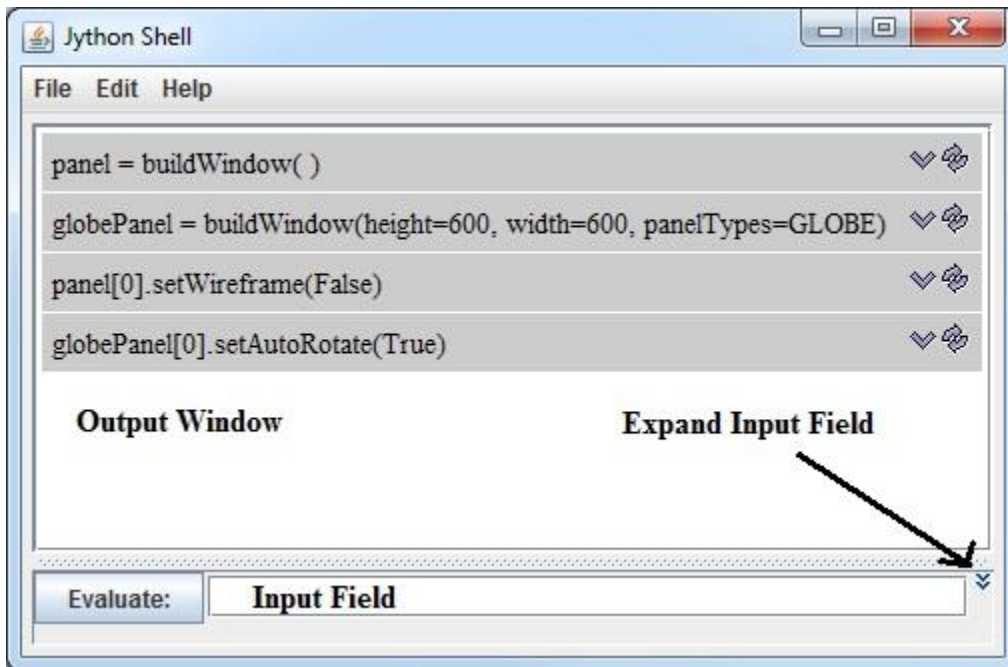 Jython Shell
File Edit Help
panel = buildWindow( )
globePanel = buildWindow(height=600, width=600, panelTypes=GLOBE)
panel[0].setWireframe(False)
globePanel[0].setAutoRotate(True)
Output Window
Expand Input Field
Evaluate:
Input Field